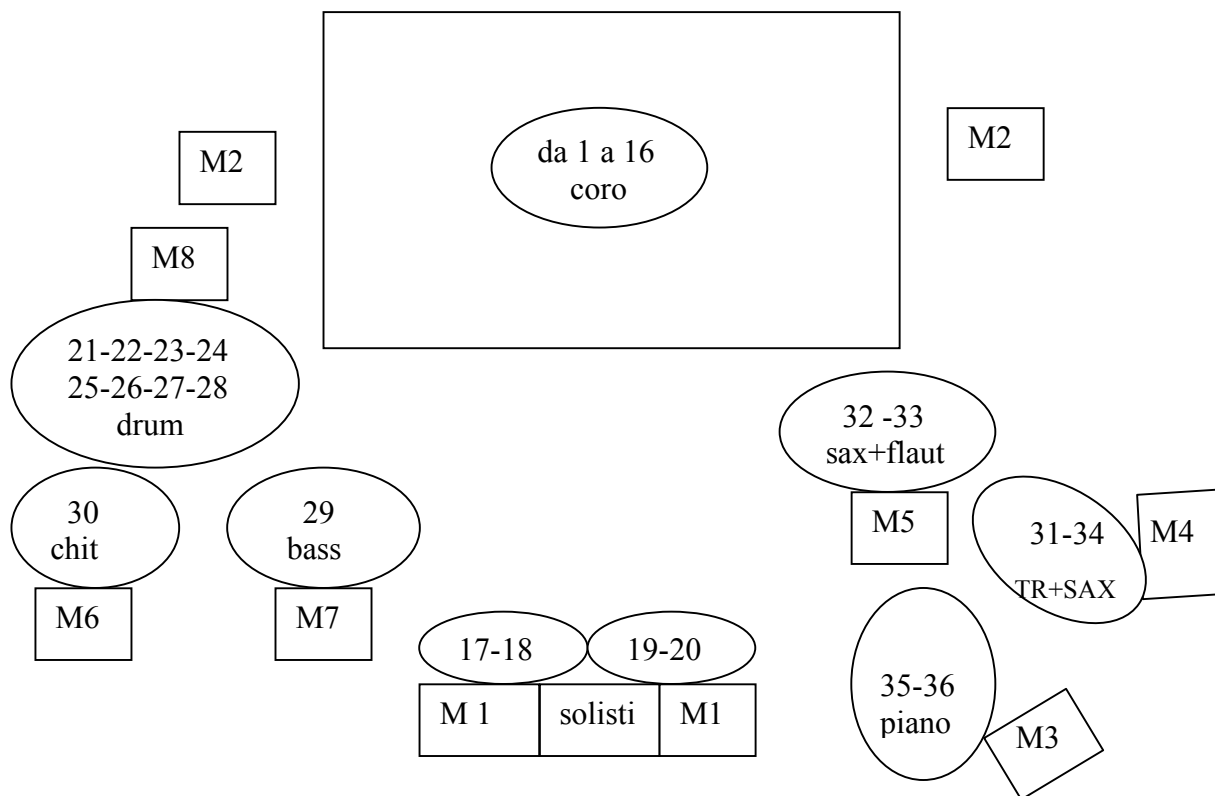 da 1 a 16
coro
M2
M2
M8
21-22-23-24
25-26-27-28
drum
32 -33
sax+flaut
30
chit
29
bass
M5
31-34
TR+SAX
M4
M6
M7
17-18
19-20
M 1
solisti
M1
35-36
piano
M3